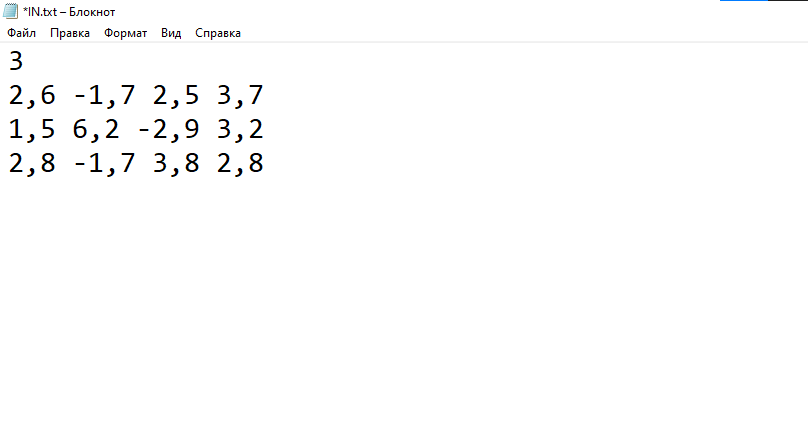 *IN.txt – Блокнот
Файл Правка Формат Вид Справка
3
2,6 -1,7 2,5 3,7
1,5 6,2 -2,9 3,2
2,8 -1,7 3,8 2,8